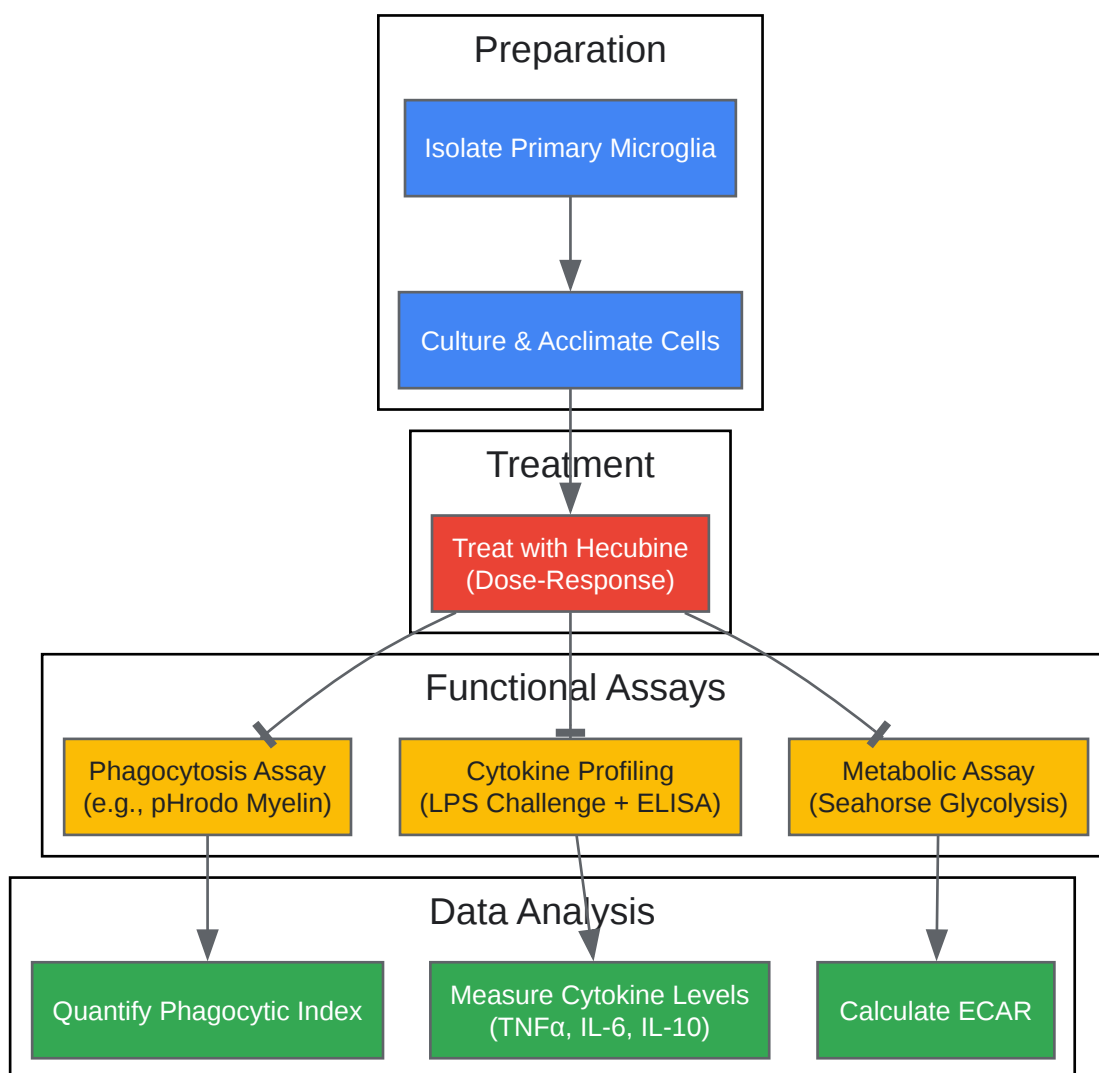 Preparation
Isolate Primary Microglia
Culture & Acclimate Cells
Treatment
Treat with Hecubine
(Dose-Response)
Functional Assays
Phagocytosis Assay
(e.g., pHrodo Myelin)
Cytokine Profiling
(LPS Challenge + ELISA)
Metabolic Assay
(Seahorse Glycolysis)
Data Analysis
Quantify Phagocytic Index
Measure Cytokine Levels
(TNFα, IL-6, IL-10)
Calculate ECAR